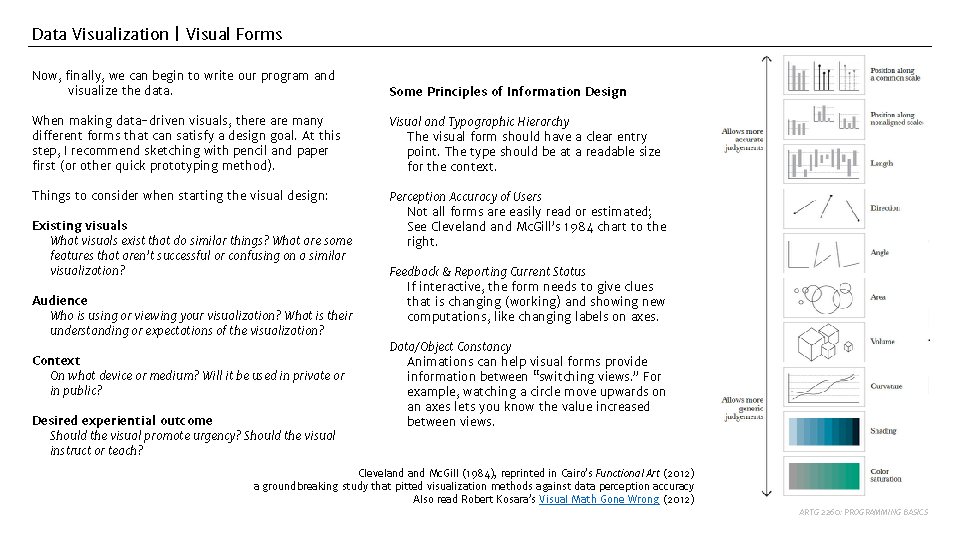 Data Visualization | Visual Forms
Now, finally, we can begin to write our program and
visualize the data.
When making data-driven visuals, there are many
different forms that can satisfy a design goal. At this
step, I recommend sketching with pencil and paper
first (or other quick prototyping method).
Things to consider when starting the visual design:
Existing visuals
What visuals exist that do similar things? What are some
features that aren't successful or confusing on a similar
visualization?
Audience
Who is using or viewing your visualization? What is their
understanding or expectations of the visualization?
Context
On what device or medium? Will it be used in private or
in public?
Desired experiential outcome
Should the visual promote urgency? Should the visual
instruct or teach?
Some Principles of Information Design
Visual and Typographic Hierarchy
The visual form should have a clear entry
point. The type should be at a readable size
for the context.
Perception Accuracy of Users
Not all forms are easily read or estimated;
See Cleveland and McGill's 1984 chart to the
right.
Feedback & Reporting Current Status
If interactive, the form needs to give clues
that is changing (working) and showing new
computations, like changing labels on axes.
Data/Object Constancy
Animations can help visual forms provide
information between "switching views." For
example, watching a circle move upwards on
an axes lets you know the value increased
between views.
Cleveland and McGill (1984), reprinted in Cairo's Functional Art (2012)
a groundbreaking study that pitted visualization methods against data perception accuracy
Also read Robert Kosara's Visual Math Gone Wrong (2012)
Allows more
accurate
judgements
Allows more
generic
judgements
Position along
a common scale
Position along
nonaligned scale
Length
Direction
Angle
Area
Volume
Curvature
Shading
Color
saturation
ARTG 2260: PROGRAMMING BASICS